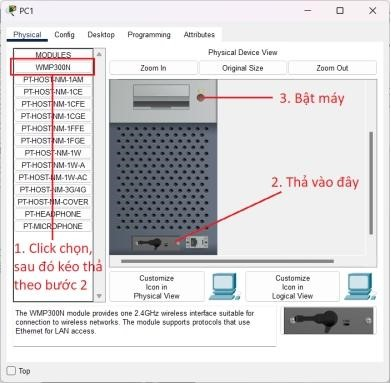 PC1
Physical Config Desktop Programming Attributes
MODULES
WMP300N
PT-HOST-NM-1AM
PT-HOST-NM-1CE
PT-HOST-NM-1CFE
PT-HOST-NM-1CGE
PT-HOST-NM-1FFE
PT-HOST-NM-1FGE
PT-HOST-NM-1W
PT-HOST-NM-1W-A
PT-HOST-NM-1W-AC
PT-HOST-NM-3G/4G
PT-HOST-NM-COVER
PT-HEADPHONE
PT-MICROPHONE
1. Click chọn,
sau đó kéo thả
theo bước 2
Physical Device View
Zoom In Original Size Zoom Out
3. Bật máy
2. Thả vào đây
Customize
Icon in
Physical View
Customize
Icon in
Logical View
The WMP300N module provides one 2.4GHz wireless interface suitable for
connection to wireless networks. The module supports protocols that use
Ethernet for LAN access.
Top